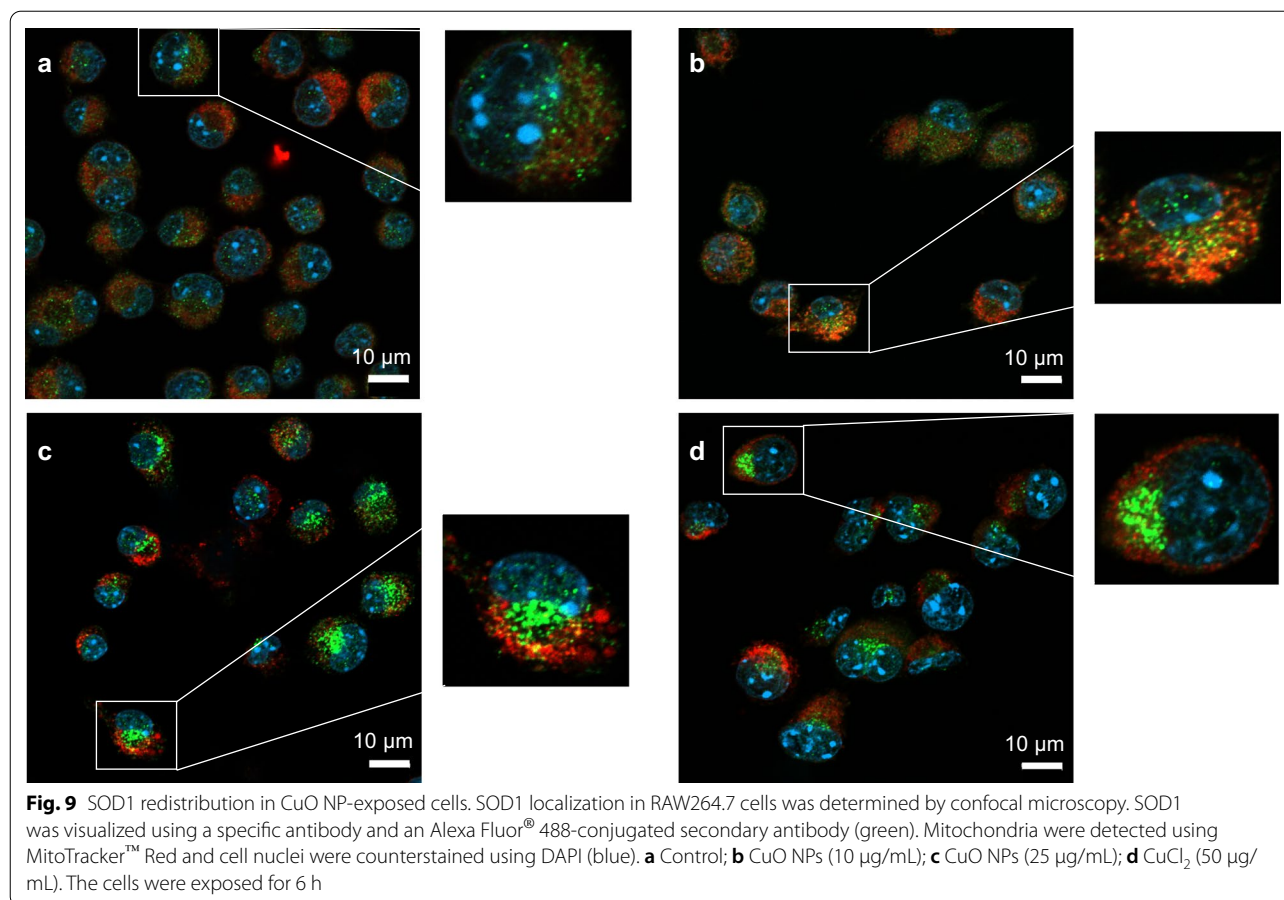 a
b
10 µm
10 µm
c
d
10 µm
10 µm
Fig. 9 SOD1 redistribution in CuO NP-exposed cells. SOD1 localization in RAW264.7 cells was determined by confocal microscopy. SOD1
was visualized using a specific antibody and an Alexa Fluor® 488-conjugated secondary antibody (green). Mitochondria were detected using
MitoTracker™ Red and cell nuclei were counterstained using DAPI (blue). a Control; b CuO NPs (10 µg/mL); c CuO NPs (25 µg/mL); d CuCl₂ (50 µg/
mL). The cells were exposed for 6 h